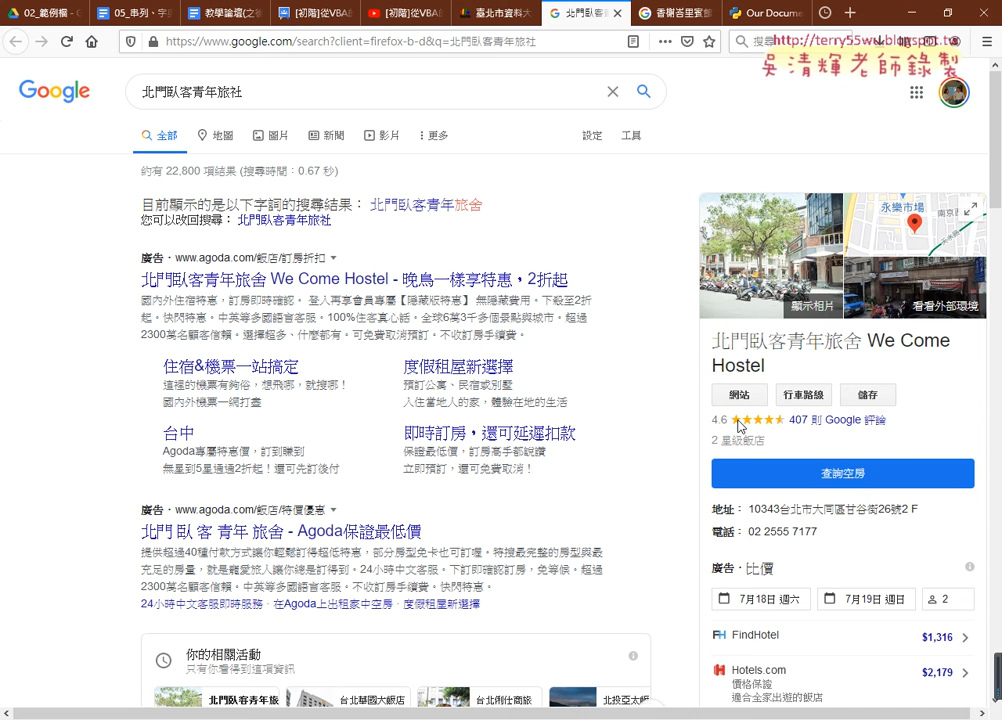 02_範例檔 -
05_串列、字
教學論壇(之後
[初階]從VBA
[初階]從VBA
臺北市資料大
北門臥客
香榭峇里賓館
Our Docume
https://www.google.com/search?client=firefox-b-d&q=北門臥客青年旅社
搜尋
http://terry55wu.blogspot.tw
吳清輝老師錄製
Google
北門臥客青年旅社
全部
地圖
圖片
新聞
影片
更多
設定
工具
約有 22,800 項結果 (搜尋時間：0.67 秒)
目前顯示的是以下字詞的搜尋結果： 北門臥客青年旅舍
您可以改回搜尋： 北門臥客青年旅社
廣告 · www.agoda.com/飯店/訂房折扣
北門臥客青年旅舍 We Come Hostel - 晚鳥一樣享特惠，2折起
國內外住宿特惠，訂房即時確認。 登入再享會員專屬【隱藏版特惠】 無隱藏費用。下殺至2折
起。快閃特惠。中英等多國語言客服。100%住客真心話。全球6萬3千多個景點與城市。超過
2300萬名顧客信賴。選擇超多、什麼都有。可免費取消預訂。不收訂房手續費。
住宿&機票一站搞定
這裡的機票有夠俗，想飛哪，就搜哪！
國內外機票一網打盡
度假租屋新選擇
預訂公寓、民宿或別墅
入住當地人的家，體驗在地的生活
台中
Agoda專屬特惠價，訂到賺到
無星到5星通通2折起！還可先訂後付
即時訂房，還可延遲扣款
保證最低價，訂房高手都說讚
立即預訂，還可免費取消！
廣告 · www.agoda.com/飯店/特價優惠
北門 臥 客 青年 旅舍 - Agoda保證最低價
提供超過40種付款方式讓你輕鬆訂得超低特惠，部分房型免卡也可訂喔。特搜最完整的房型與最
充足的房量，就是寵愛旅人讓你總是訂得到。24小時中文客服。下訂即確認訂房，免等候。超過
2300萬名顧客信賴。中英等多國語言客服。不收訂房手續費。快閃特惠。
24小時中文客服即時服務 · 在Agoda上出租家中空房 · 度假租屋新選擇
你的相關活動
只有你看得到這項資訊
北門臥客青年旅
台北華國大飯店
台北俐仕商旅
北投亞太飯
永樂市場
顯示相片
看看外部環境
北門臥客青年旅舍 We Come
Hostel
網站
行車路線
儲存
4.6
407 則 Google 評論
2 星級飯店
查詢空房
地址： 10343台北市大同區甘谷街26號2 F
電話： 02 2555 7177
廣告 · 比價
7月18日 週六
7月19日 週日
2
FH FindHotel
$1,316
Hotels.com
$2,179
價格保證
適合全家出遊的飯店